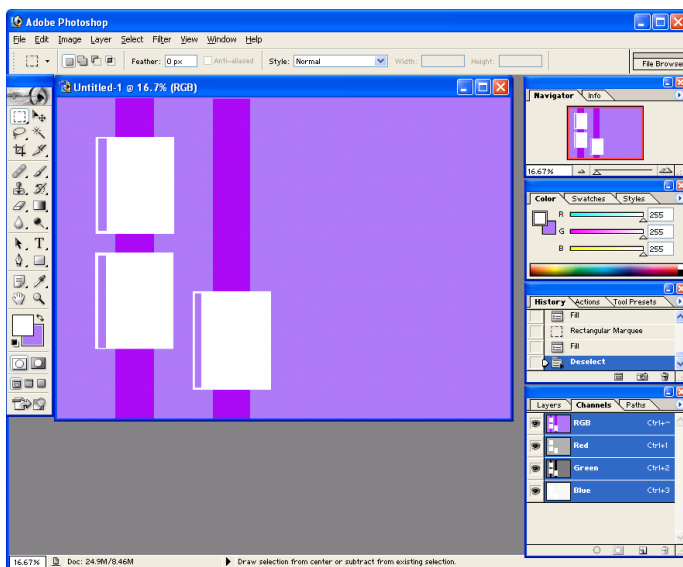 Adobe Photoshop
File Edit Image Layer Select Filter View Window Help
Feather: 0 px Anti-aliased Style: Normal Width: Height: File Browser
Untitled-1 @ 16.7% (RGB)
Navigator Info
16.67%
Color Swatches Styles
R 255
G 255
B 255
T
History Actions Tool Presets
Fill
Rectangular Marquee
Fill
Deselect
Layers Channels Paths
RGB Ctrl+~
Red Ctrl+1
Green Ctrl+2
Blue Ctrl+3
16.67% Doc: 24.9M/8.46M Draw selection from center or subtract from existing selection.